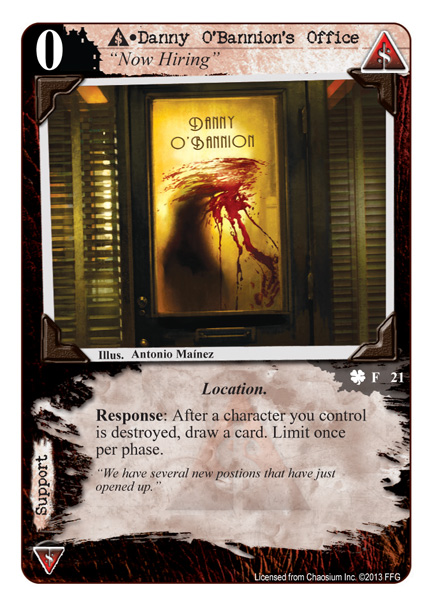 0
•Danny O'Bannion's Office
"Now Hiring"
DANNY
O'BANNION
Illus. Antonio Maínez
F 21
Location.
Response: After a character you control
is destroyed, draw a card. Limit once
per phase.
"We have several new postions that have just
opened up."
Support
Licensed from Chaosium Inc. ©2013 FFG